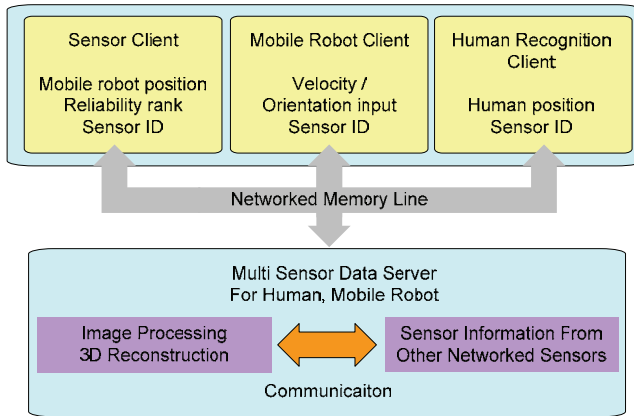 Sensor Client
Mobile robot position
Reliability rank
Sensor ID
Mobile Robot Client
Velocity /
Orientation input
Sensor ID
Human Recognition
Client
Human position
Sensor ID
Networked Memory Line
Multi Sensor Data Server
For Human, Mobile Robot
Image Processing
3D Reconstruction
Sensor Information From
Other Networked Sensors
Communicaiton